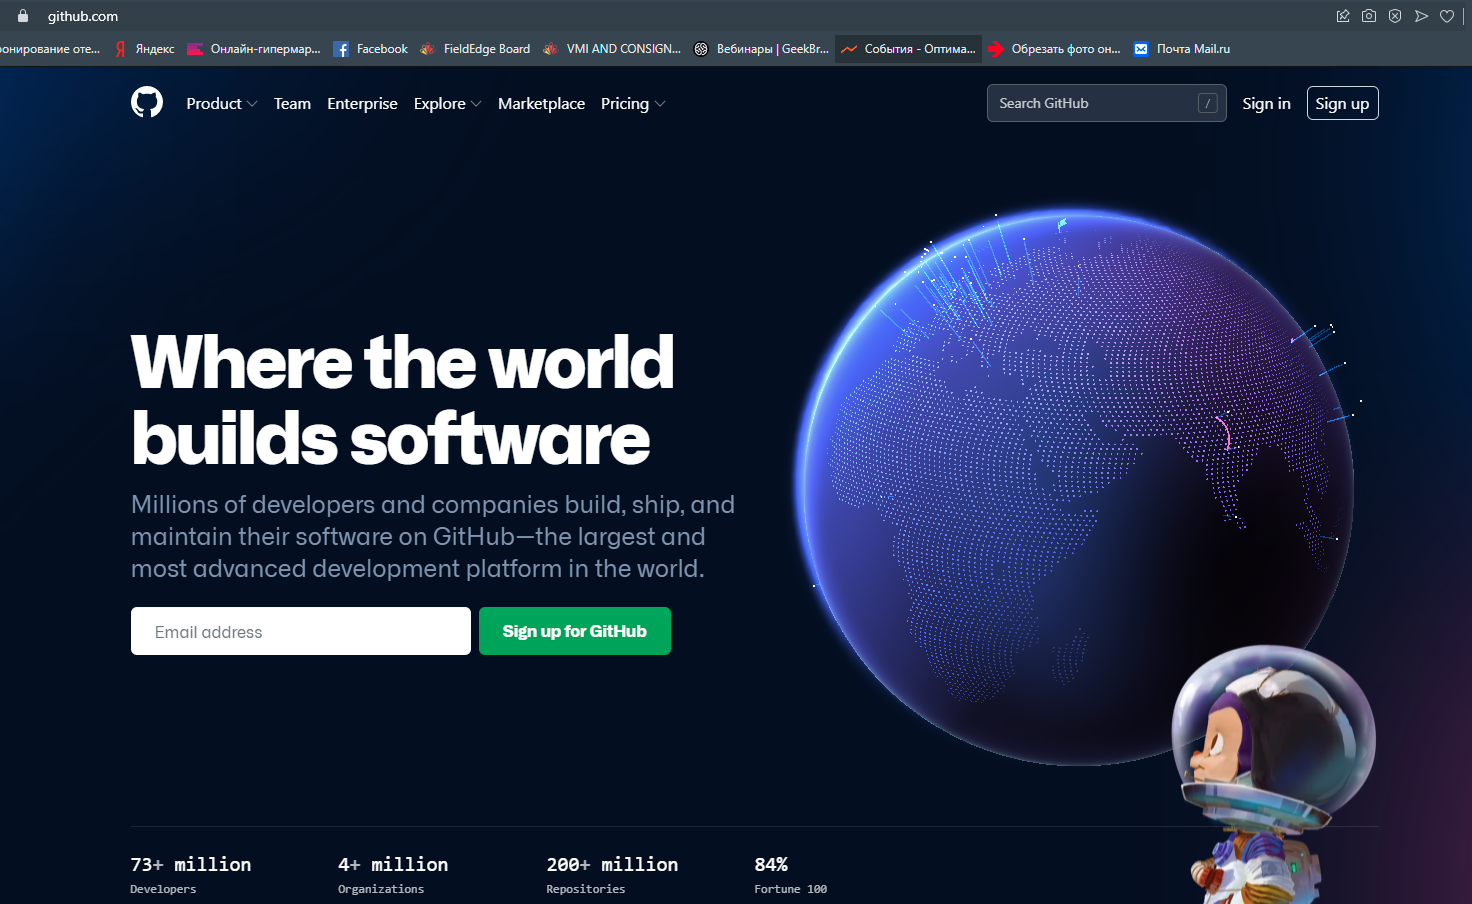 github.com
онирование оте...
Яндекс
Онлайн-гипермар...
Facebook
FieldEdge Board
VMI AND CONSIGN...
Вебинары | GeekBr...
События - Оптима...
Обрезать фото он...
Почта Mail.ru
Product
Team
Enterprise
Explore
Marketplace
Pricing
Search GitHub
/
Sign in
Sign up
Where the world
builds software
Millions of developers and companies build, ship, and
maintain their software on GitHub—the largest and
most advanced development platform in the world.
Email address
Sign up for GitHub
73+ million
Developers
4+ million
Organizations
200+ million
Repositories
84%
Fortune 100